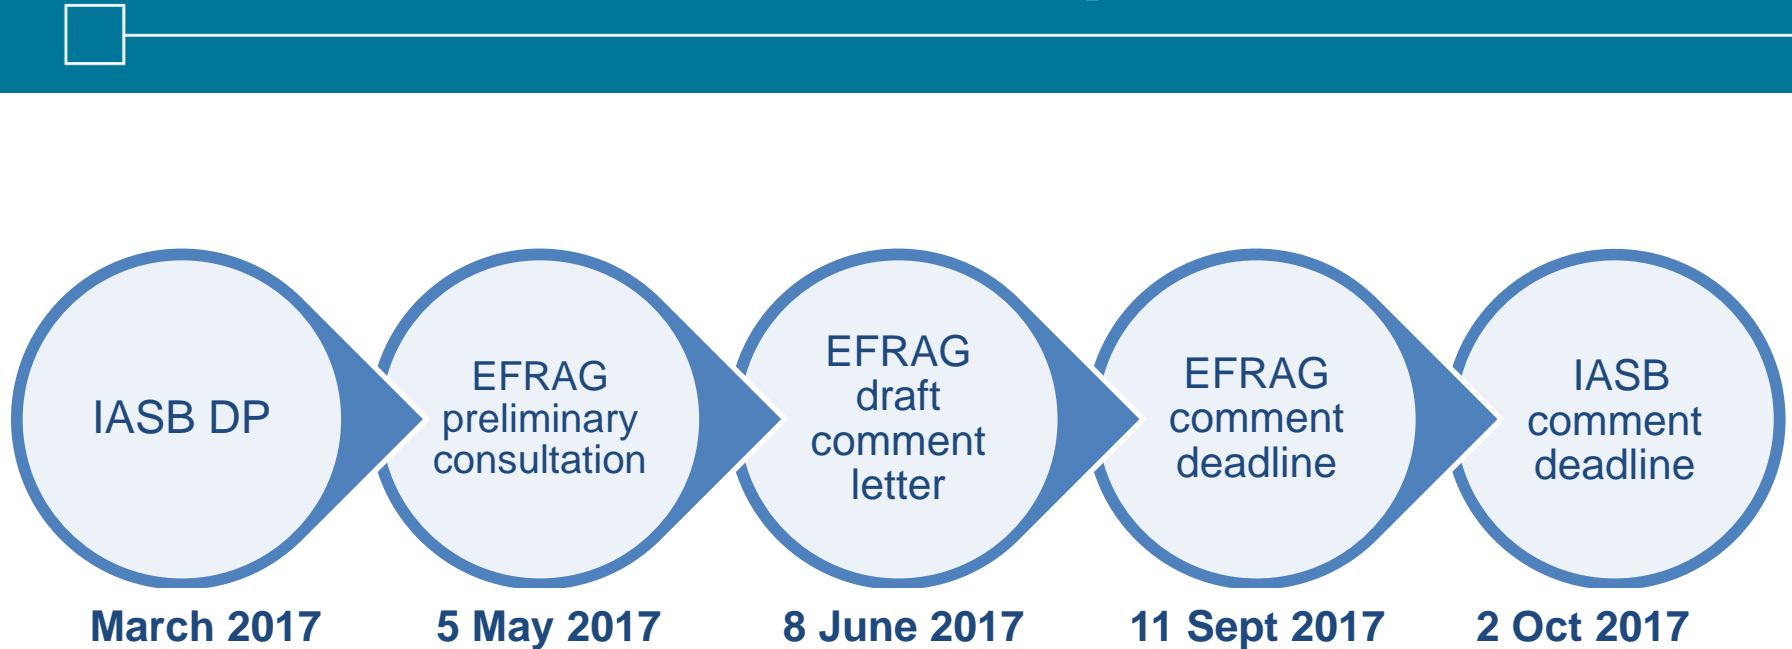 IASB DP
EFRAG
preliminary
consultation
EFRAG
draft
comment
letter
EFRAG
comment
deadline
IASB
comment
deadline
March 2017
5 May 2017
8 June 2017
11 Sept 2017
2 Oct 2017